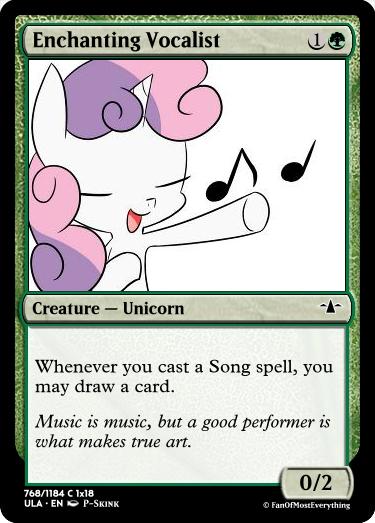 Enchanting Vocalist 1
Creature — Unicorn
Whenever you cast a Song spell, you
may draw a card.
Music is music, but a good performer is
what makes true art.
0/2
768/1184 C 1x18
ULA • EN P-Skink
© FanOfMostEverything